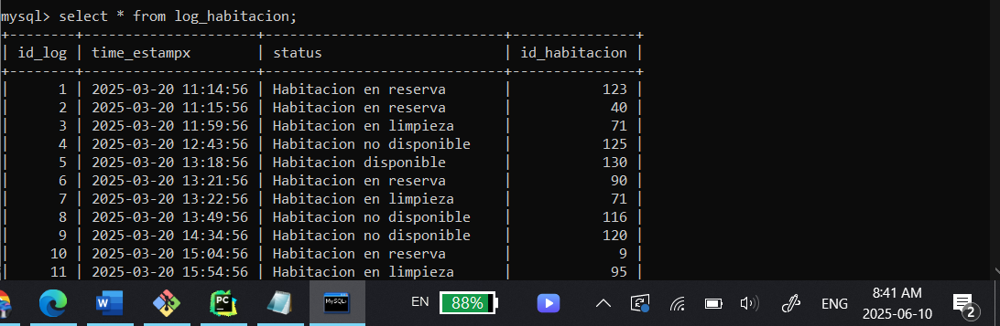 mysql> select * from log_habitacion;
+--------+---------------------+----------------------------+---------------+
| id_log | time_estampx        | status                     | id_habitacion |
+--------+---------------------+----------------------------+---------------+
|      1 | 2025-03-20 11:14:56 | Habitacion en reserva      |           123 |
|      2 | 2025-03-20 11:15:56 | Habitacion en reserva      |            40 |
|      3 | 2025-03-20 11:59:56 | Habitacion en limpieza     |            71 |
|      4 | 2025-03-20 12:43:56 | Habitacion no disponible   |           125 |
|      5 | 2025-03-20 13:18:56 | Habitacion disponible      |           130 |
|      6 | 2025-03-20 13:21:56 | Habitacion en reserva      |            90 |
|      7 | 2025-03-20 13:22:56 | Habitacion en limpieza     |            71 |
|      8 | 2025-03-20 13:49:56 | Habitacion no disponible   |           116 |
|      9 | 2025-03-20 14:34:56 | Habitacion no disponible   |           120 |
|     10 | 2025-03-20 15:04:56 | Habitacion en reserva      |             9 |
|     11 | 2025-03-20 15:54:56 | Habitacion en limpieza     |            95 |
W PC MySQL EN 88% ENG 8:41 AM
2025-06-10 2